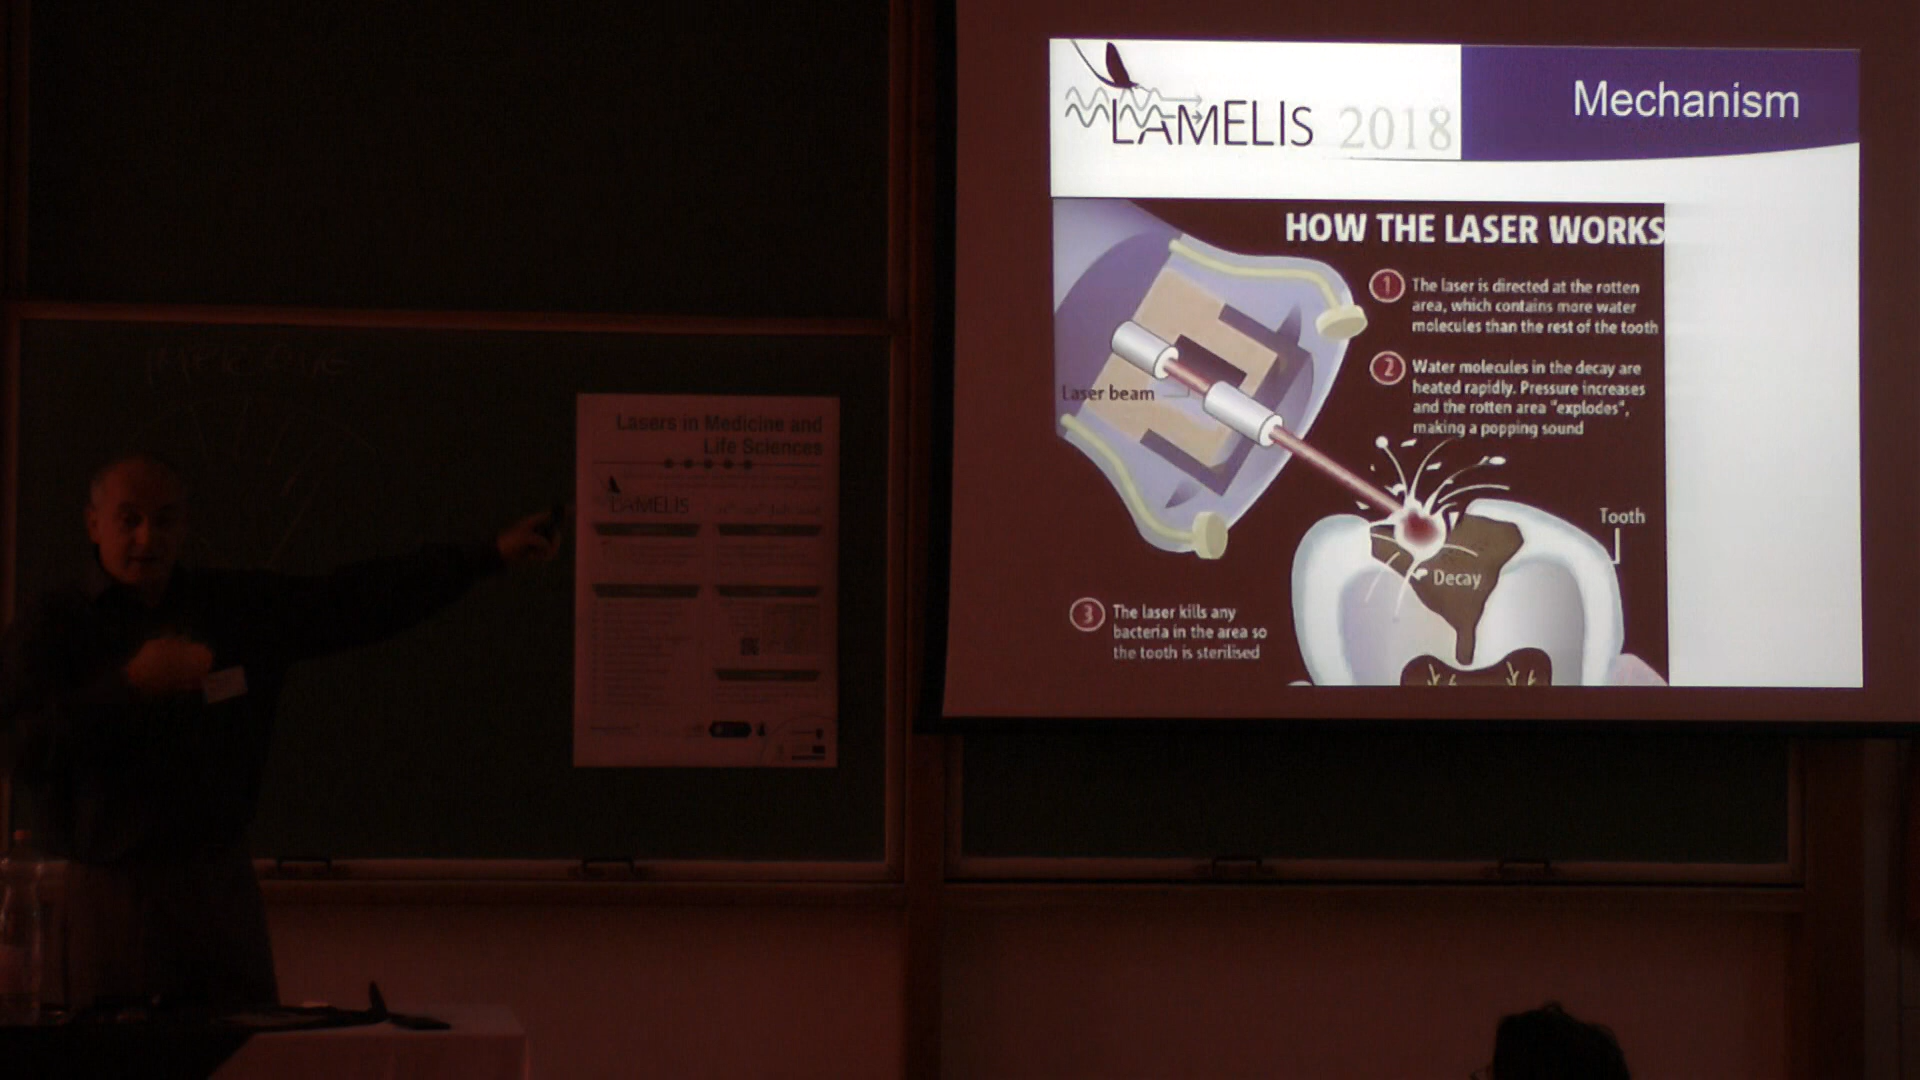 LAMELIS 2018
Mechanism
HOW THE LASER WORKS
1 The laser is directed at the rotten
area, which contains more water
molecules than the rest of the tooth
2 Water molecules in the decay are
heated rapidly. Pressure increases
and the rotten area "explodes",
making a popping sound
Laser beam
Tooth
Decay
3 The laser kills any
bacteria in the area so
the tooth is sterilised
Lasers in Medicine and
Life Sciences
LAMELIS